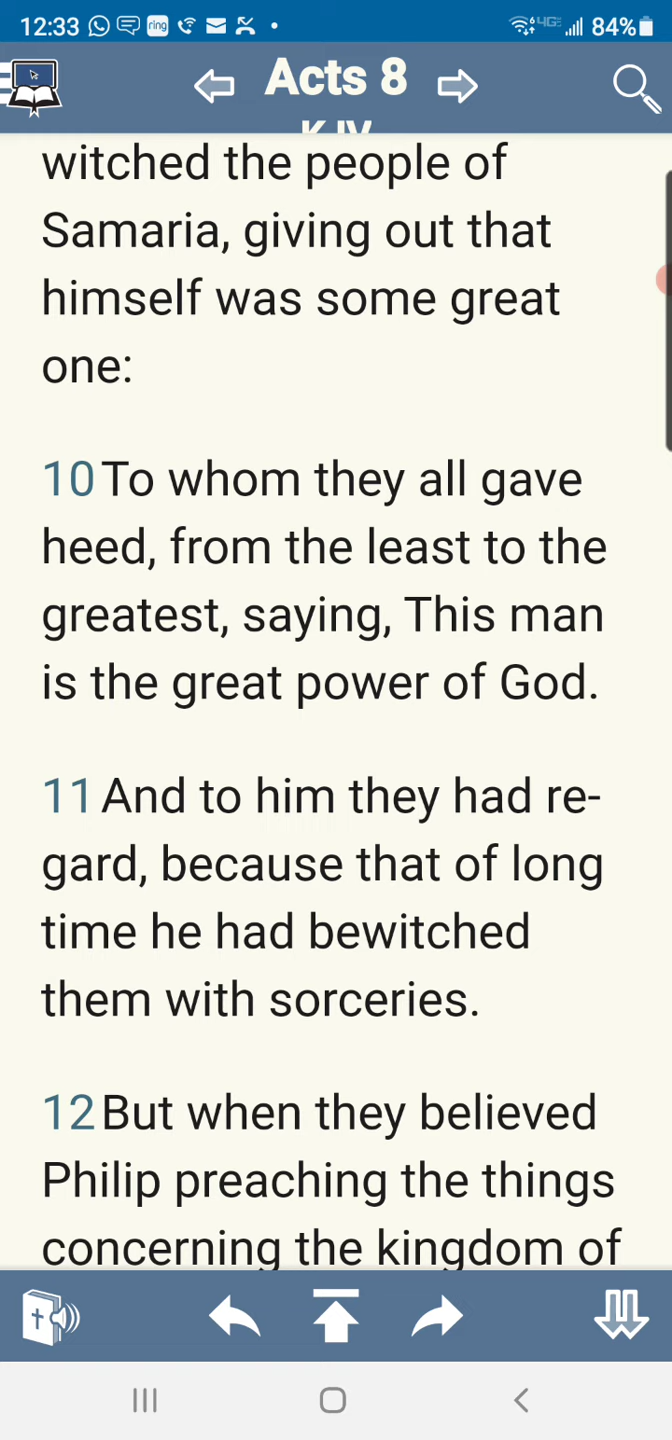 12:33 ring 4GE 84%
Acts 8
KJV
witched the people of
Samaria, giving out that
himself was some great
one:
10 To whom they all gave
heed, from the least to the
greatest, saying, This man
is the great power of God.
11 And to him they had re-
gard, because that of long
time he had bewitched
them with sorceries.
12 But when they believed
Philip preaching the things
concerning the kingdom of